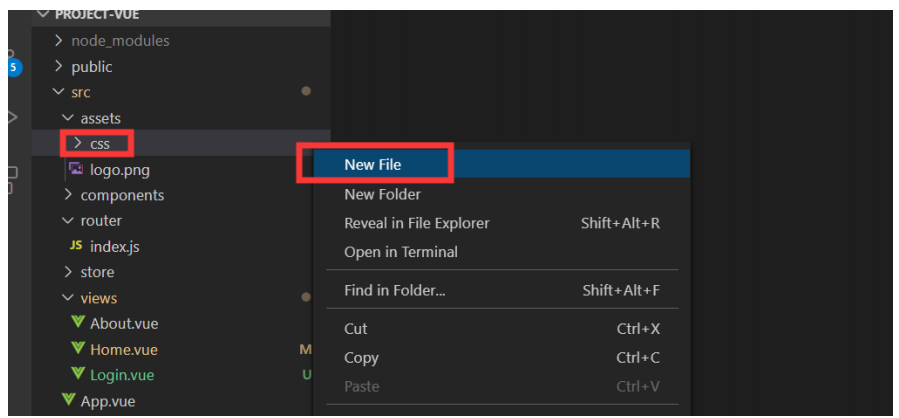 PROJECT-VUE
node_modules
public
5
src
assets
css
logo.png
components
router
JS index.js
store
views
About.vue
Home.vue M
Login.vue U
App.vue
New File
New Folder
Reveal in File Explorer Shift+Alt+R
Open in Terminal
Find in Folder... Shift+Alt+F
Cut Ctrl+X
Copy Ctrl+C
Paste Ctrl+V